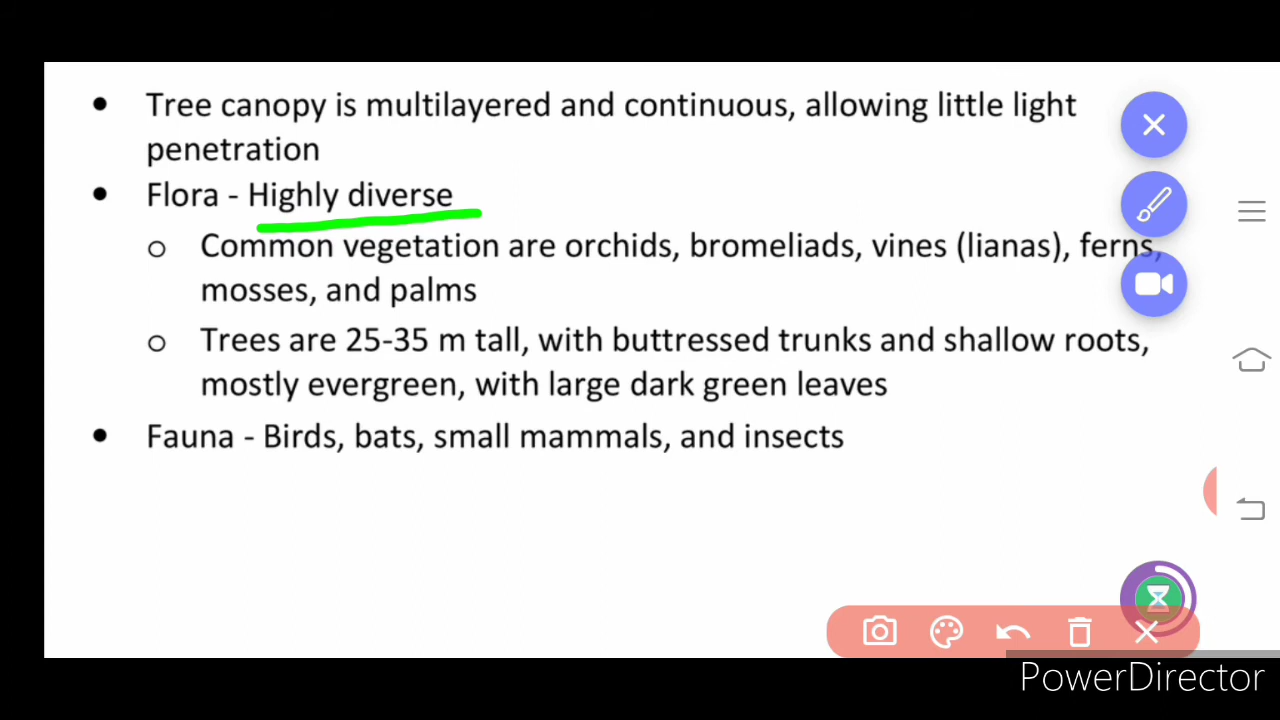 • Tree canopy is multilayered and continuous, allowing little light
penetration
• Flora - Highly diverse
o Common vegetation are orchids, bromeliads, vines (lianas), ferns,
mosses, and palms
o Trees are 25-35 m tall, with buttressed trunks and shallow roots,
mostly evergreen, with large dark green leaves
• Fauna - Birds, bats, small mammals, and insects
PowerDirector